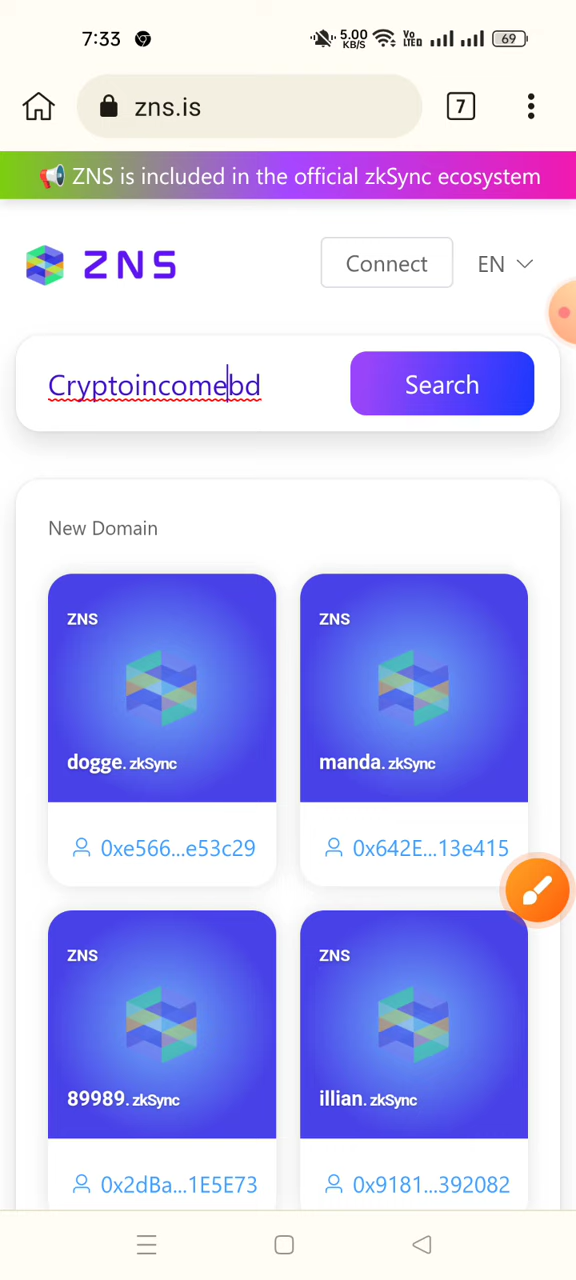 7:33 5.00 KB/S Vo LTED 69
zns.is 7
📢 ZNS is included in the official zkSync ecosystem
ZNS Connect EN
Cryptoincomebd Search
New Domain
ZNS ZNS
dogge.zkSync manda.zkSync
0xe566...e53c29 0x642E...13e415
ZNS ZNS
89989.zkSync illian.zkSync
0x2dBa...1E5E73 0x9181...392082